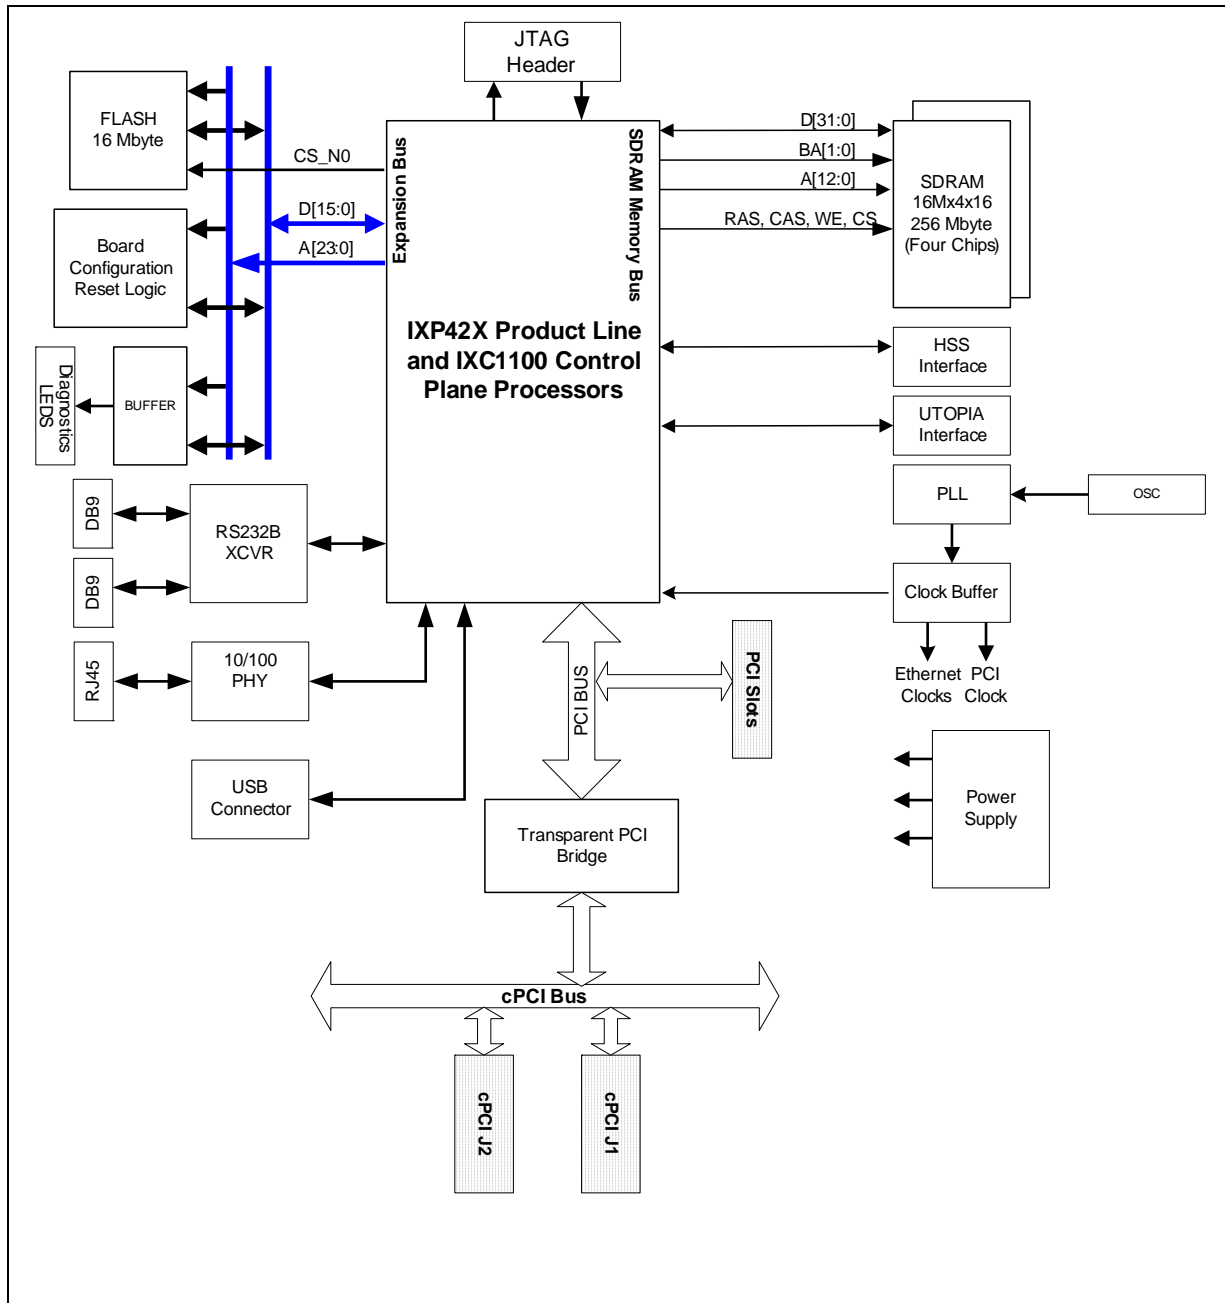 JTAG
Header
FLASH
16 Mbyte
CS_N0
D[15:0]
A[23:0]
Expansion Bus
SDRAM Memory Bus
D[31:0]
BA[1:0]
A[12:0]
RAS, CAS, WE, CS
SDRAM
16Mx4x16
256 Mbyte
(Four Chips)
Board
Configuration
Reset Logic
IXP42X Product Line
and IXC1100 Control
Plane Processors
HSS
Interface
Diagnostics
LEDS
BUFFER
UTOPIA
Interface
PLL
OSC
DB9
RS232B
XCVR
DB9
Clock Buffer
RJ45
10/100
PHY
PCI BUS
PCI Slots
Ethernet
Clocks
PCI
Clock
USB
Connector
Power
Supply
Transparent PCI
Bridge
cPCI Bus
cPCI J2
cPCI J1